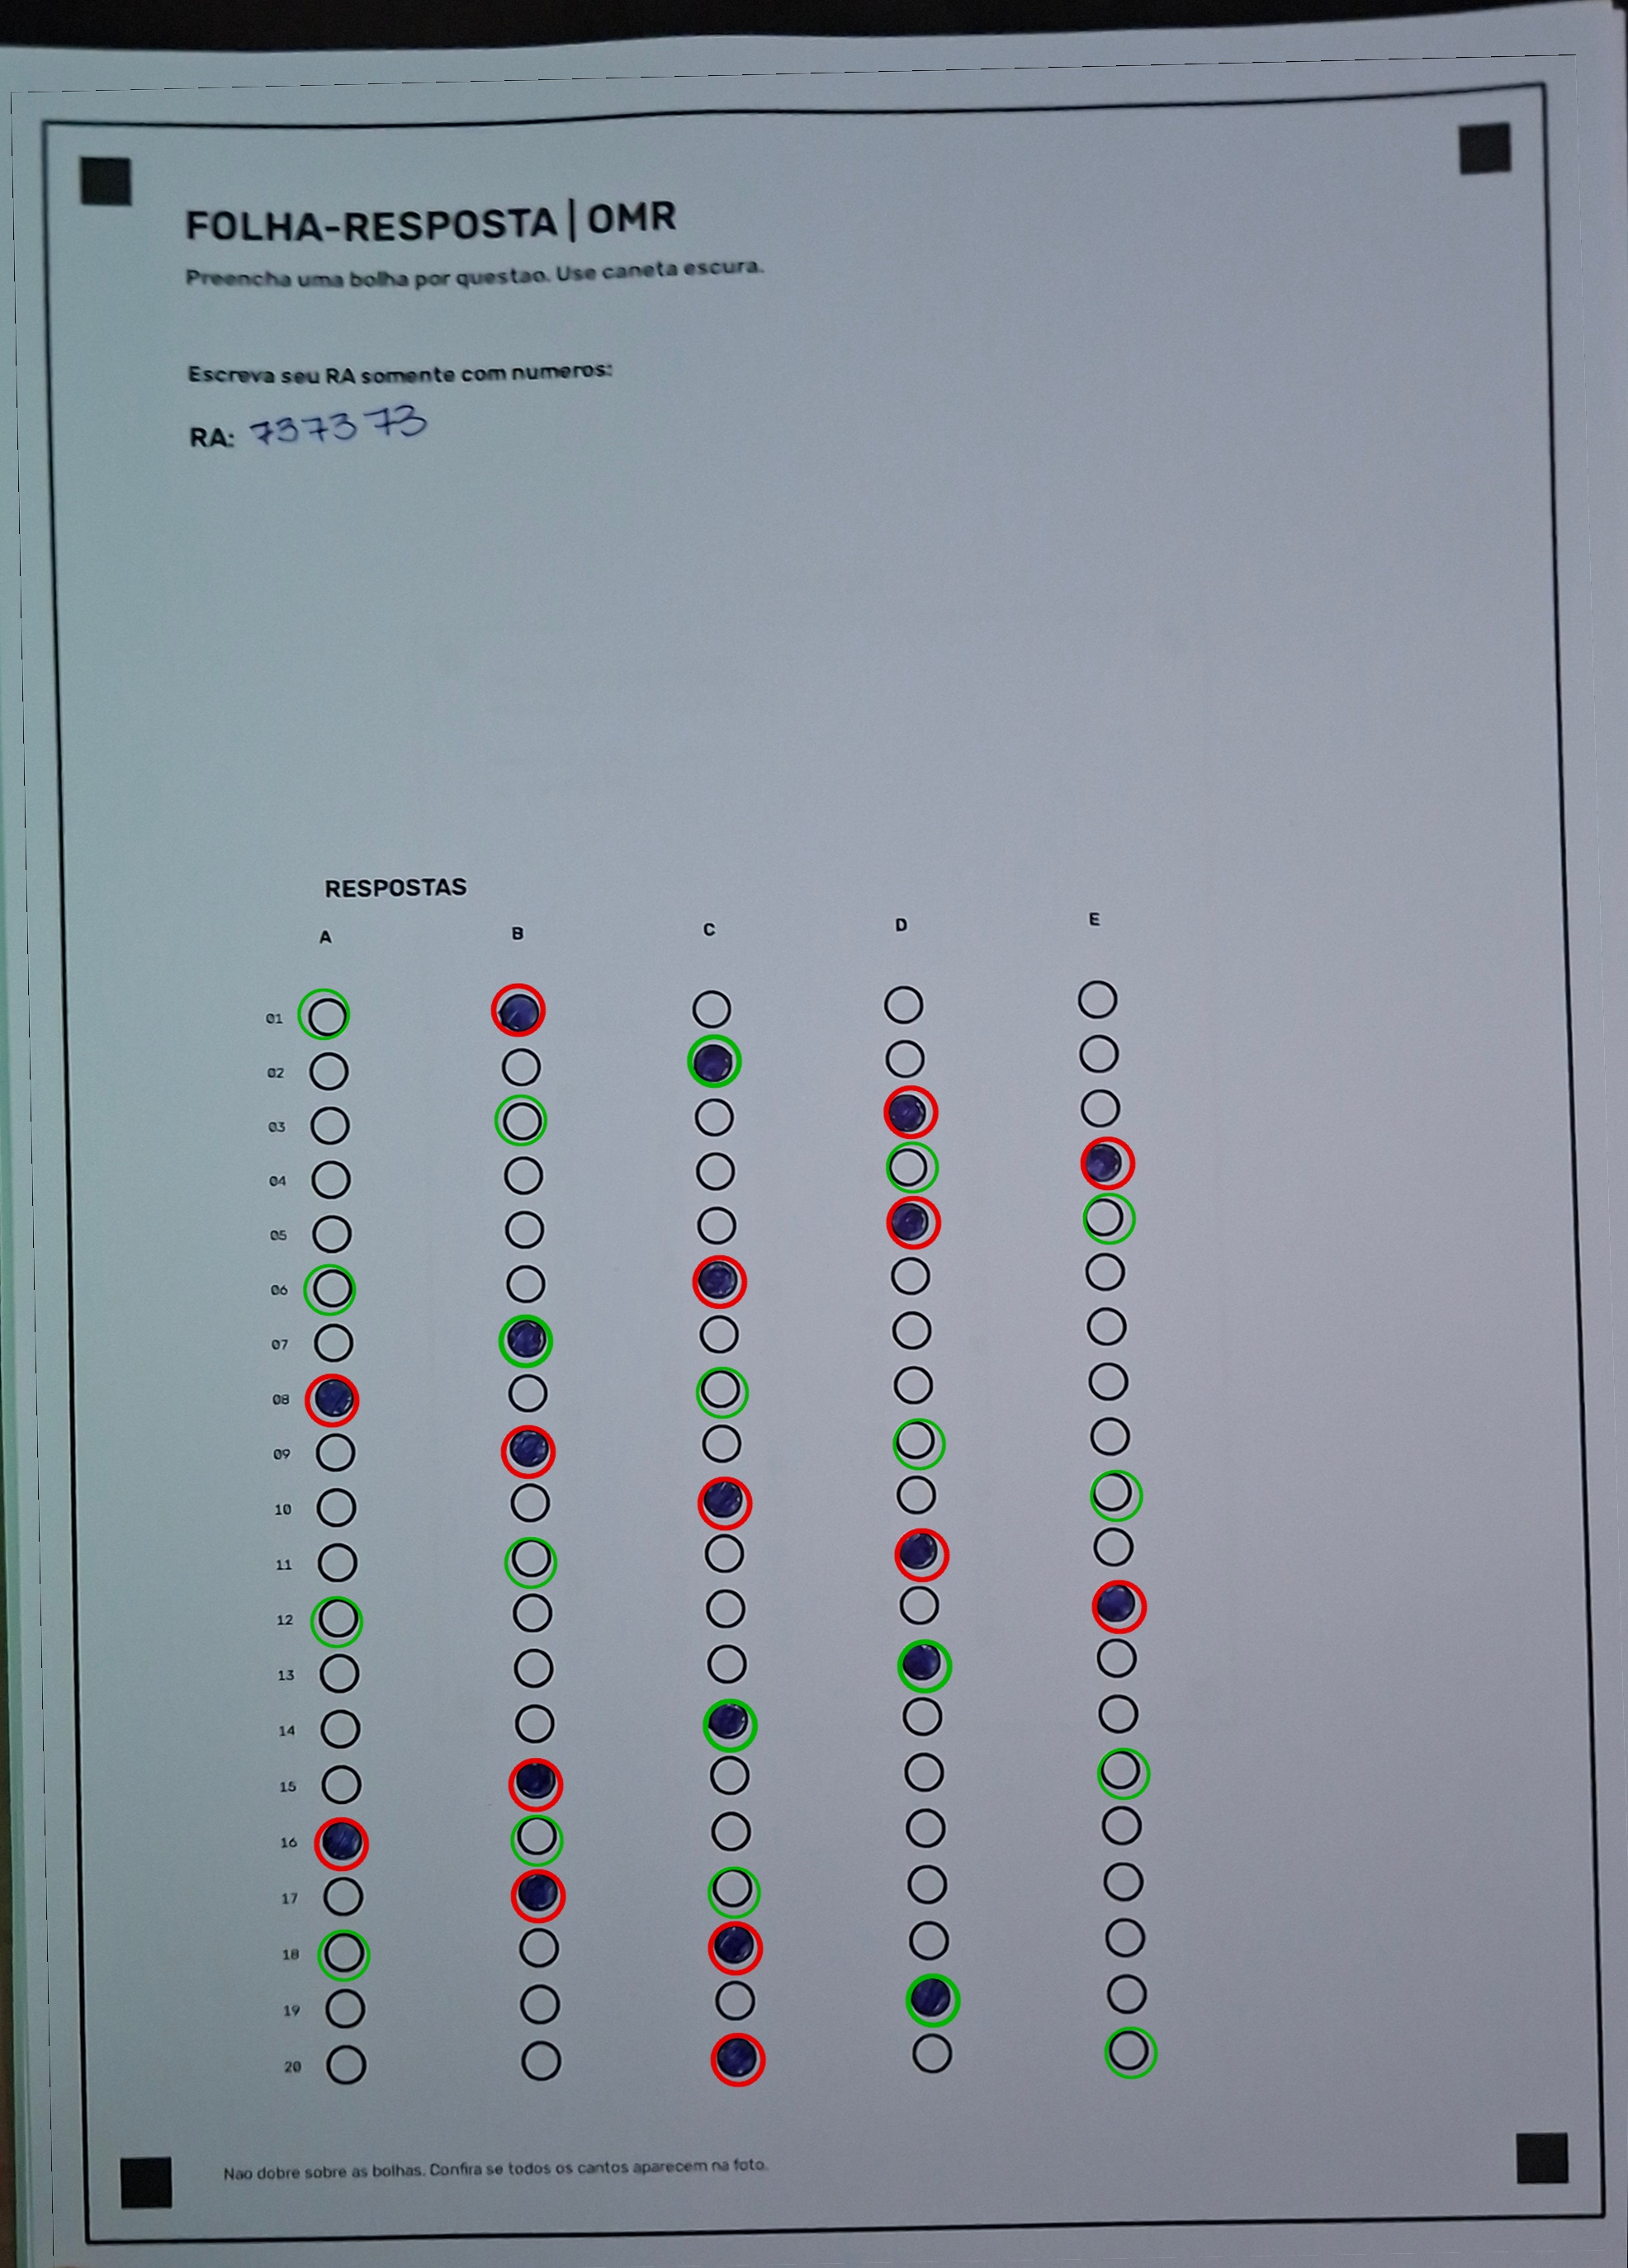 FOLHA-RESPOSTA | OMR
Preencha uma bolha por questao. Use caneta escura.
Escreva seu RA somente com numeros:
RA: 737373
RESPOSTAS
A B C D E
01
02
03
04
05
06
07
08
09
10
11
12
13
14
15
16
17
18
19
20
Nao dobre sobre as bolhas. Confira se todos os cantos aparecem na foto.